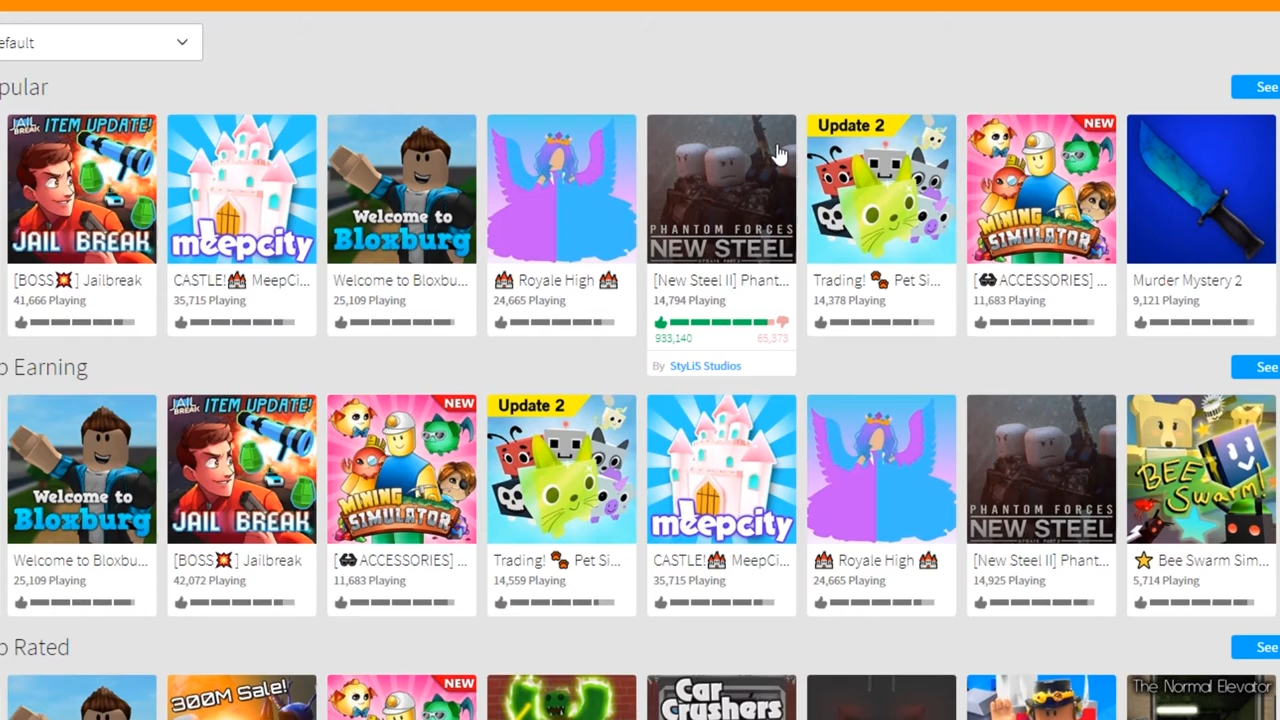 efault
pular
See
JAIL BREAK ITEM UPDATE!
JAIL BREAK
meepcity
Welcome to
Bloxburg
PHANTOM FORCES
NEW STEEL
Update 2
NEW
MINING
SIMULATOR
[BOSS💥] Jailbreak
41,666 Playing
CASTLE!🏰 MeepCi...
35,715 Playing
Welcome to Bloxbu...
25,109 Playing
🏰 Royale High 🏰
24,665 Playing
[New Steel II] Phant...
14,794 Playing
933,140
65,373
By StyLiS Studios
Trading! 🐾 Pet Si...
14,378 Playing
[🕶 ACCESSORIES] ...
11,683 Playing
Murder Mystery 2
9,121 Playing
p Earning
See
Welcome to
Bloxburg
JAIL BREAK ITEM UPDATE!
JAIL BREAK
NEW
MINING
SIMULATOR
Update 2
meepcity
PHANTOM FORCES
NEW STEEL
BEE
Swarm!
Welcome to Bloxbu...
25,109 Playing
[BOSS💥] Jailbreak
42,072 Playing
[🕶 ACCESSORIES] ...
11,683 Playing
Trading! 🐾 Pet Si...
14,559 Playing
CASTLE!🏰 MeepCi...
35,715 Playing
🏰 Royale High 🏰
24,665 Playing
[New Steel II] Phant...
14,925 Playing
⭐ Bee Swarm Sim...
5,714 Playing
p Rated
See
300M Sale!
NEW
Car
Crushers
The Normal Elevator